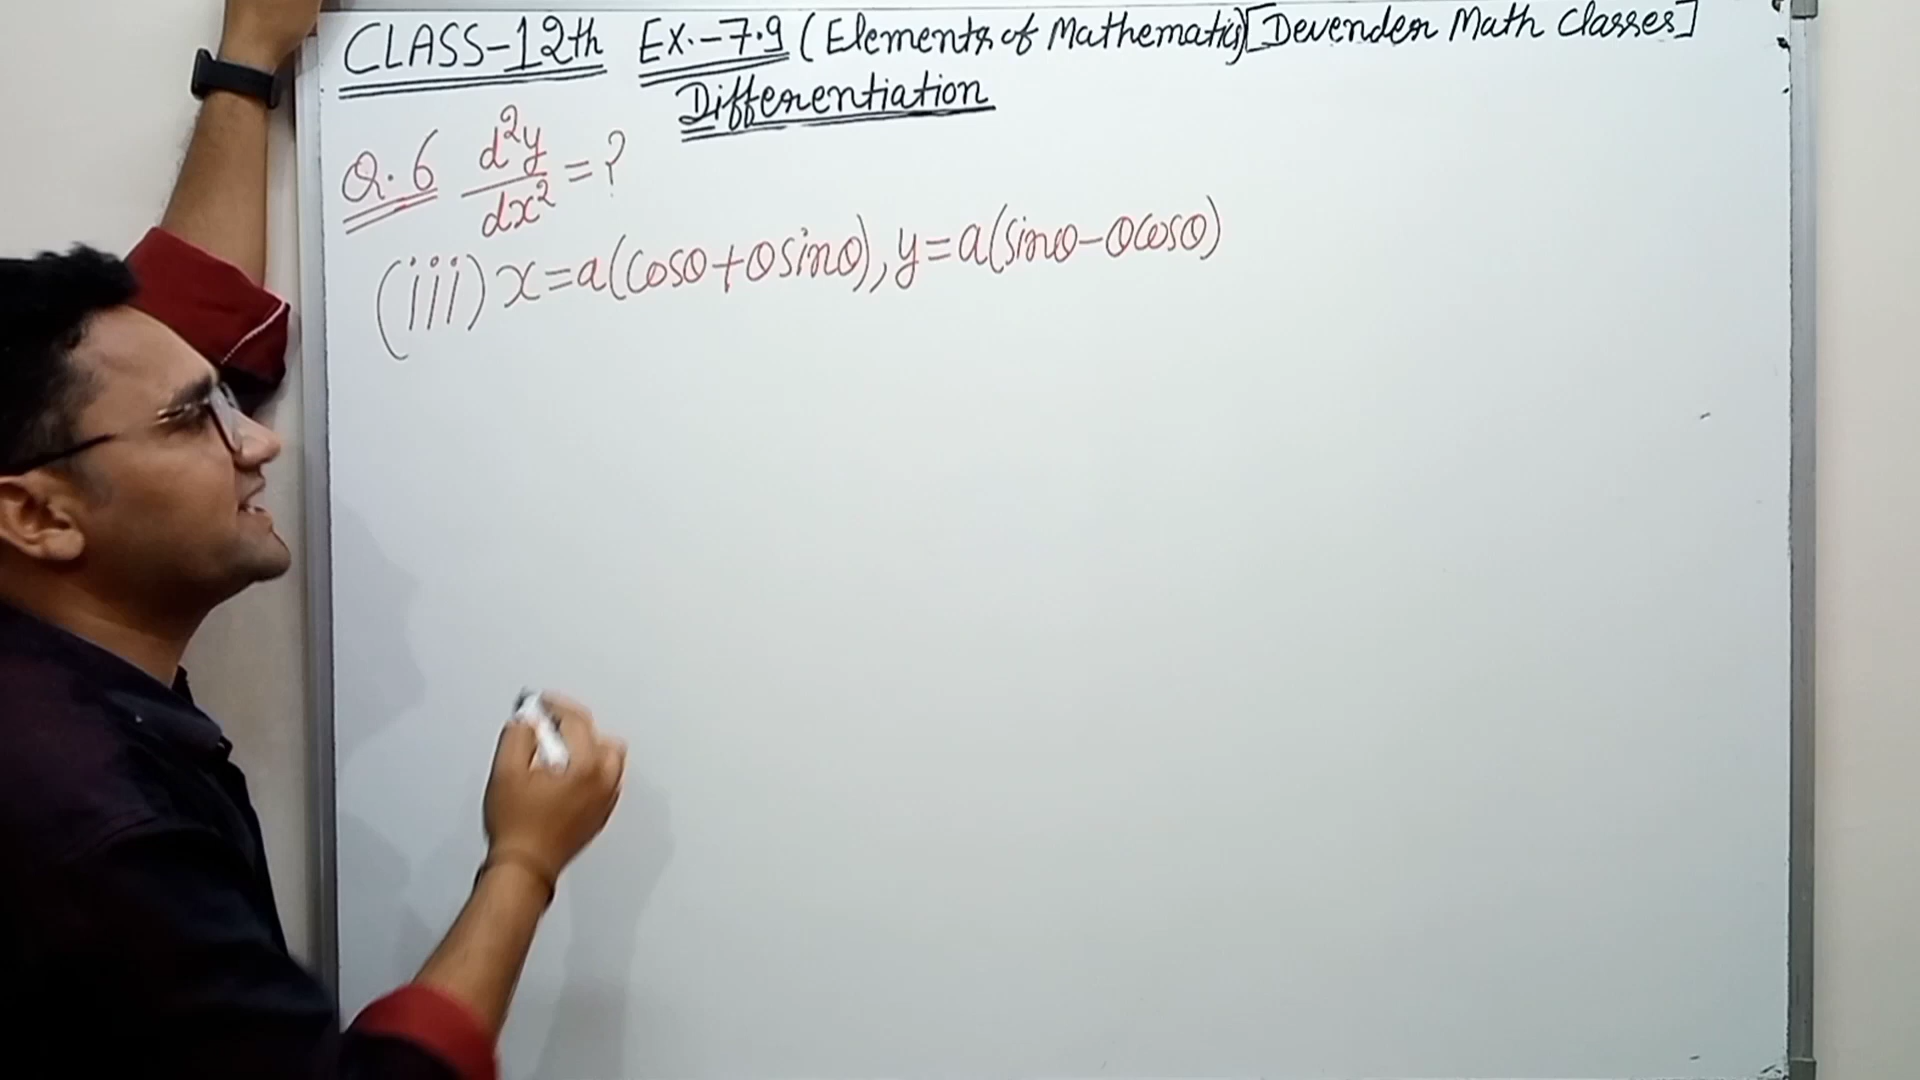 CLASS-12th Ex.-7.9 (Elements of Mathematics) [Devender Math Classes]
Differentiation
Q.6 d²y/dx² = ?
(iii) x=a(cosθ+θsinθ), y=a(sinθ-θcosθ)